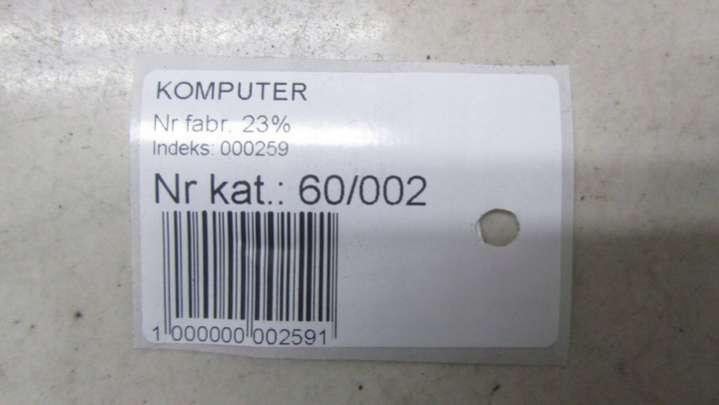 KOMPUTER
Nr fabr. 23%
Indeks: 000259
Nr kat.: 60/002
1 000000 002591